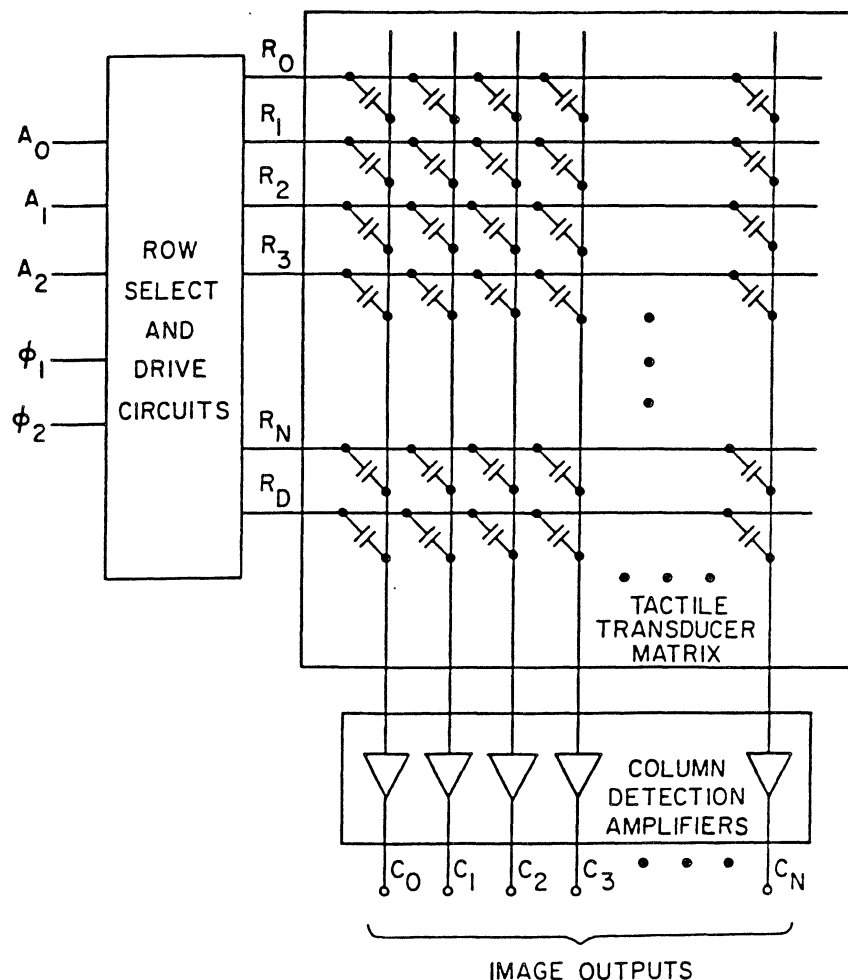 R0
R1
A0
R2
A1
R3
A2
ROW
SELECT
AND
DRIVE
CIRCUITS
ϕ1
ϕ2
RN
RD
TACTILE
TRANSDUCER
MATRIX
COLUMN
DETECTION
AMPLIFIERS
C0 C1 C2 C3 CN
IMAGE OUTPUTS